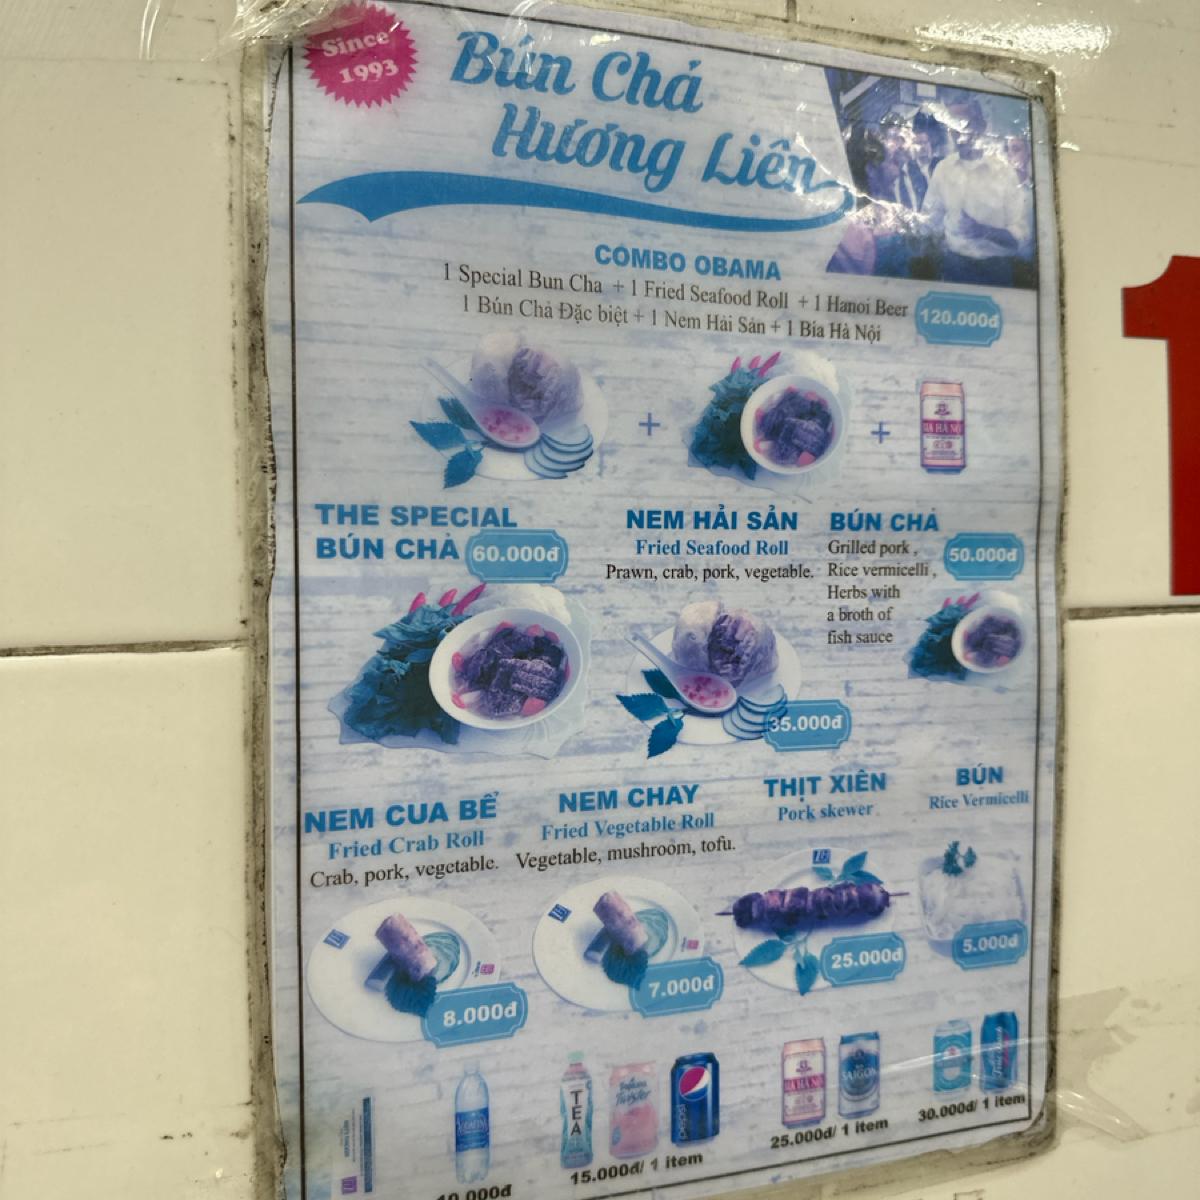 Since
1993
Bún Chả
Hương Liên
COMBO OBAMA
1 Special Bun Cha + 1 Fried Seafood Roll + 1 Hanoi Beer
1 Bún Chả Đặc biệt + 1 Nem Hải Sản + 1 Bia Hà Nội
120.000đ
+
+
THE SPECIAL
BÚN CHẢ
60.000đ
NEM HẢI SẢN
Fried Seafood Roll
Prawn, crab, pork, vegetable.
35.000đ
BÚN CHẢ
50.000đ
Grilled pork,
Rice vermicelli,
Herbs with
a broth of
fish sauce
NEM CUA BỂ
Fried Crab Roll
Crab, pork, vegetable.
8.000đ
NEM CHAY
Fried Vegetable Roll
Vegetable, mushroom, tofu.
7.000đ
THỊT XIÊN
Pork skewer
25.000đ
BÚN
Rice Vermicelli
5.000đ
TEA
Twister
PEPSI
SAIGON
15.000đ/ 1 item
25.000đ/ 1 item
30.000đ/ 1 item
1